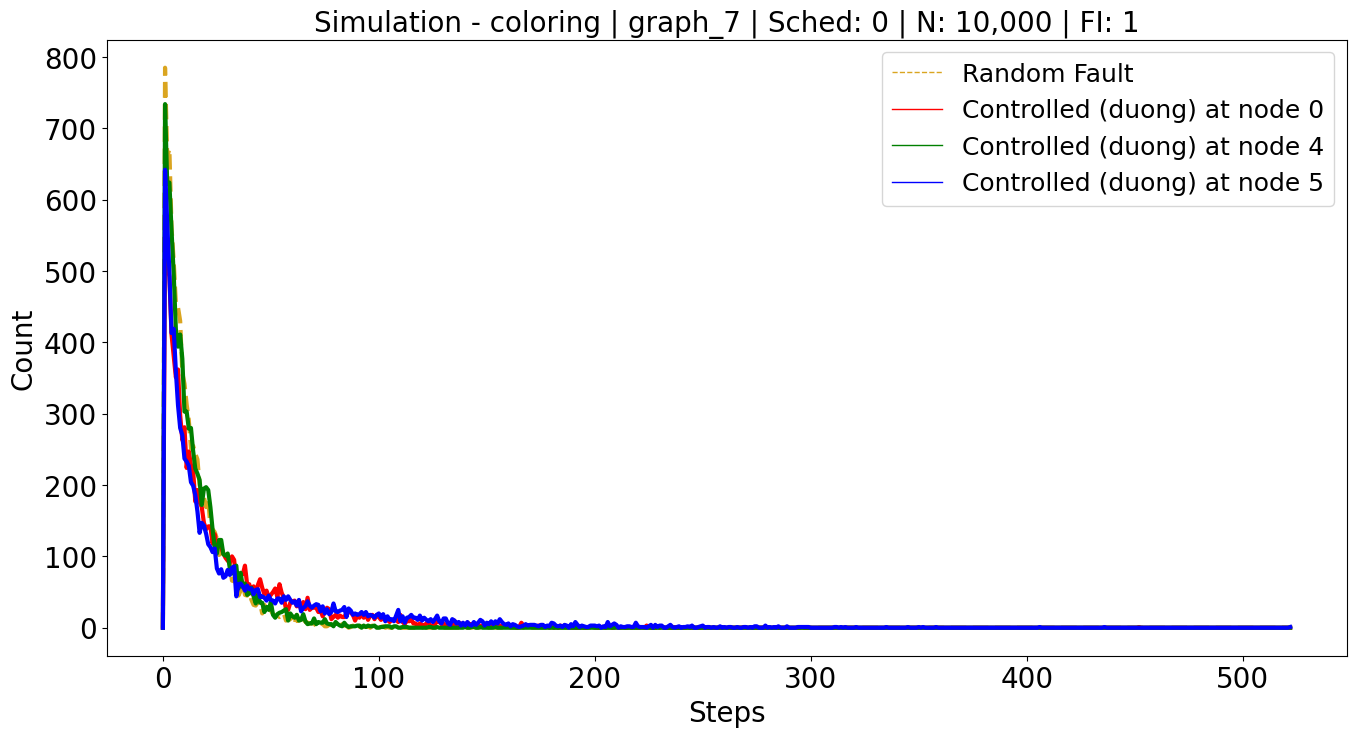 Simulation - coloring | graph_7 | Sched: 0 | N: 10,000 | FI: 1
Random Fault
Controlled (duong) at node 0
Controlled (duong) at node 4
Controlled (duong) at node 5
Count
800
700
600
500
400
300
200
100
0
0 100 200 300 400 500
Steps